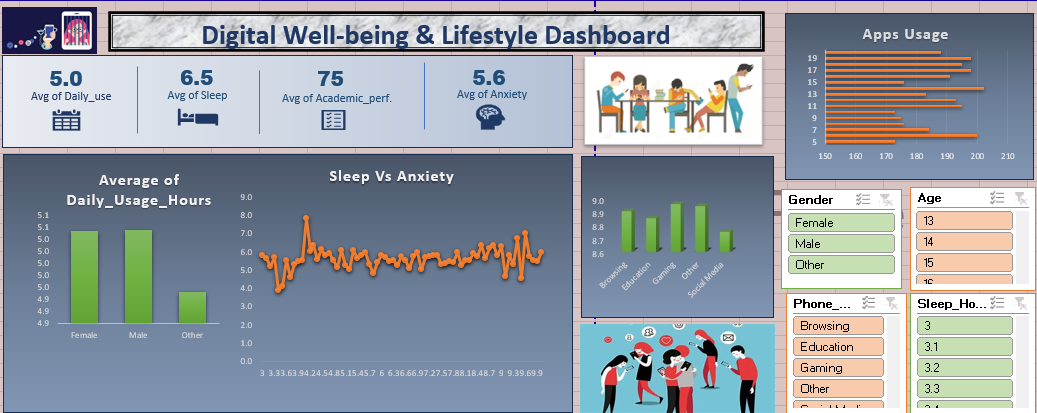 Digital Well-being & Lifestyle Dashboard
5.0
Avg of Daily_use
6.5
Avg of Sleep
75
Avg of Academic_perf.
5.6
Avg of Anxiety
Apps Usage
19
17
15
13
11
9
7
5
150 160 170 180 190 200 210
Average of
Daily_Usage_Hours
5.1
5.0
5.0
5.0
5.0
5.0
4.9
4.9
4.9
Female Male Other
Sleep Vs Anxiety
9.0
8.0
7.0
6.0
5.0
4.0
3.0
2.0
1.0
0.0
3 3.33.63.94.24.54.85.15.45.7 6 6.36.66.97.27.57.88.18.48.7 9 9.39.69.9
9.0
8.9
8.8
8.7
8.6
Browsing
Education
Gaming
Other
Social Media
Gender
Female
Male
Other
Age
13
14
15
16
Phone_...
Browsing
Education
Gaming
Other
Social Media
Sleep_Ho...
3
3.1
3.2
3.3
3.4